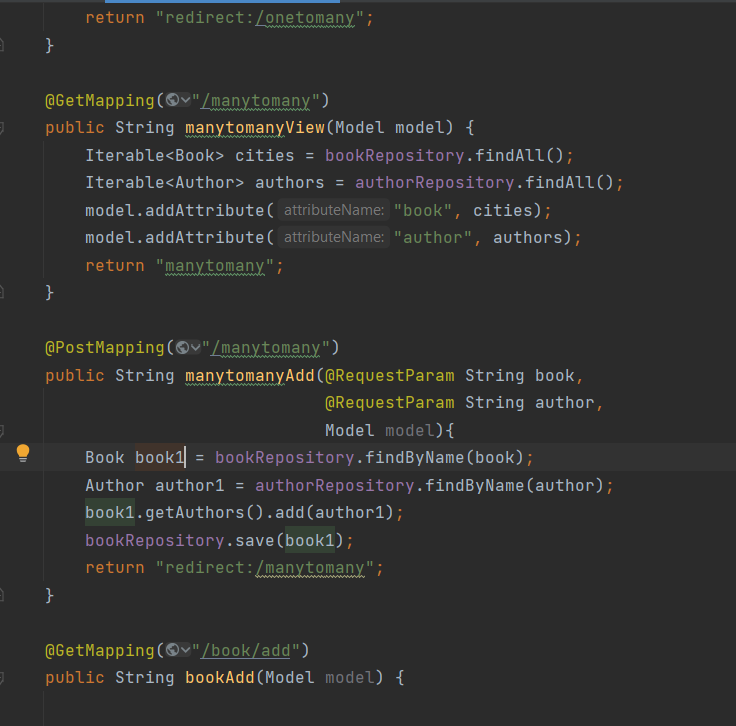 return "redirect:/onetomany";
}
@GetMapping("/manytomany")
public String manytomanyView(Model model) {
Iterable<Book> cities = bookRepository.findAll();
Iterable<Author> authors = authorRepository.findAll();
model.addAttribute( attributeName: "book", cities);
model.addAttribute( attributeName: "author", authors);
return "manytomany";
}
@PostMapping("/manytomany")
public String manytomanyAdd(@RequestParam String book,
@RequestParam String author,
Model model){
Book book1 = bookRepository.findByName(book);
Author author1 = authorRepository.findByName(author);
book1.getAuthors().add(author1);
bookRepository.save(book1);
return "redirect:/manytomany";
}
@GetMapping("/book/add")
public String bookAdd(Model model) {